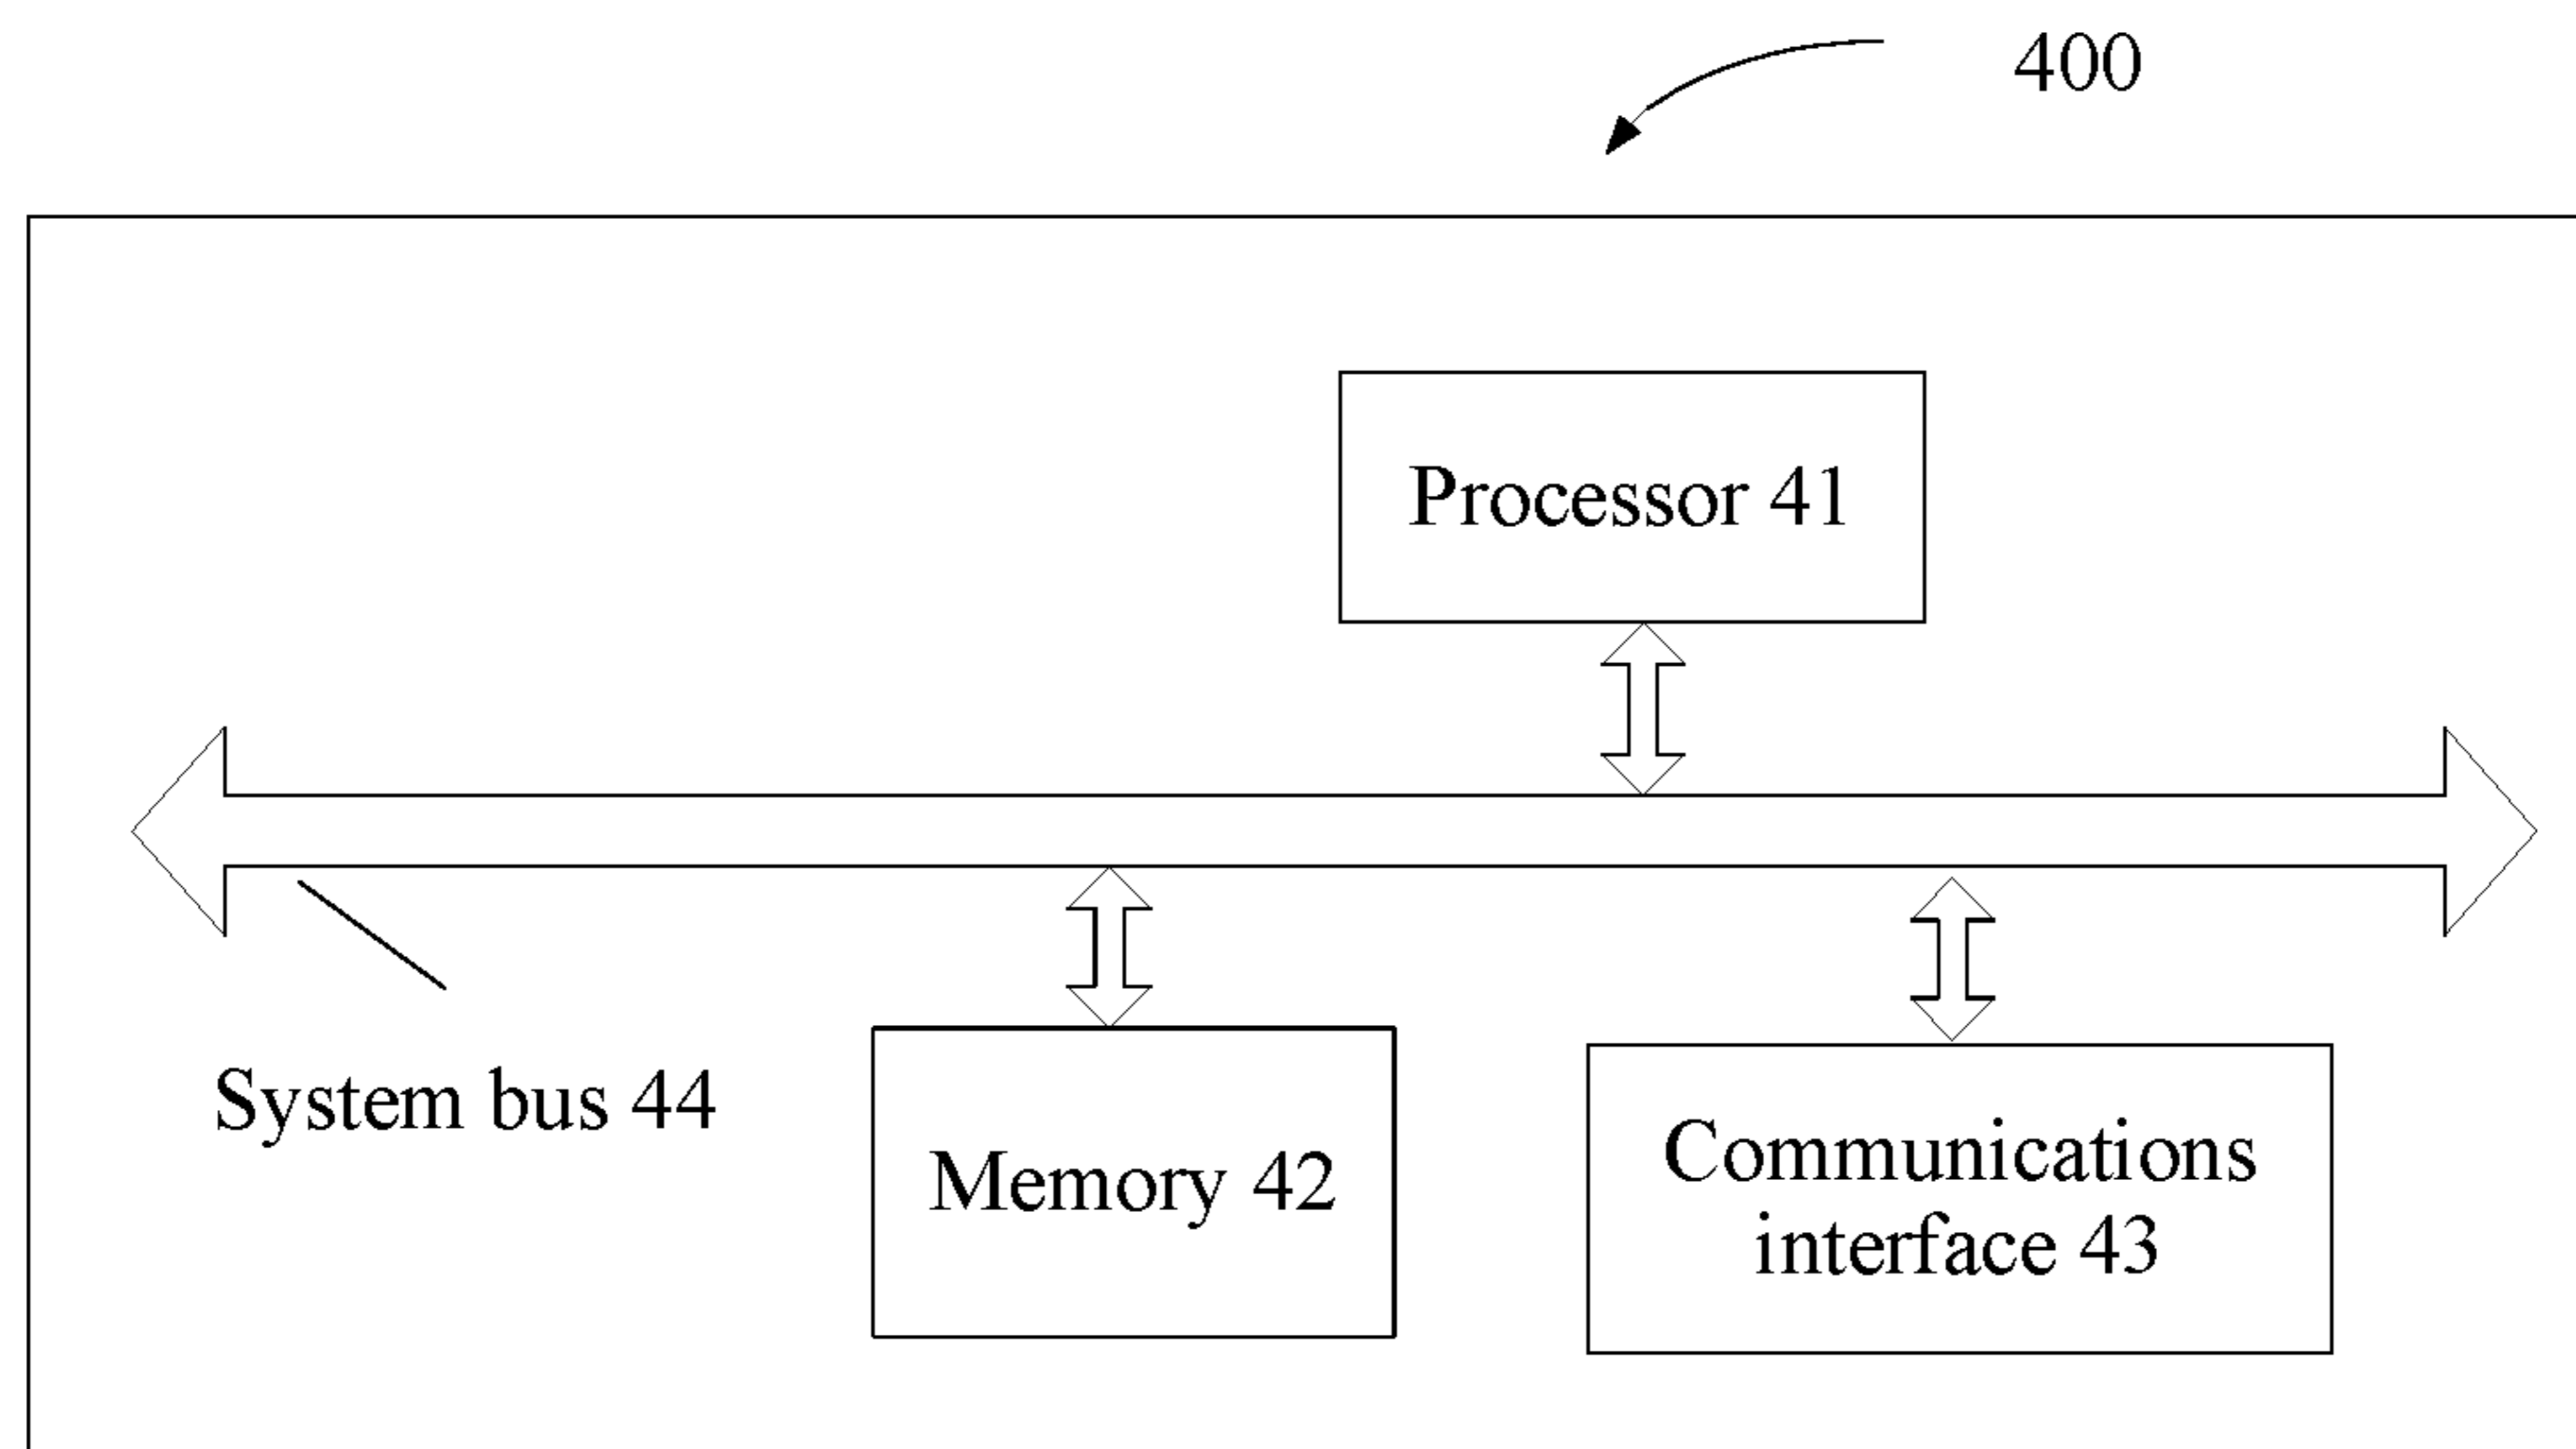 400
Processor 41
System bus 44
Memory 42
Communications
interface 43